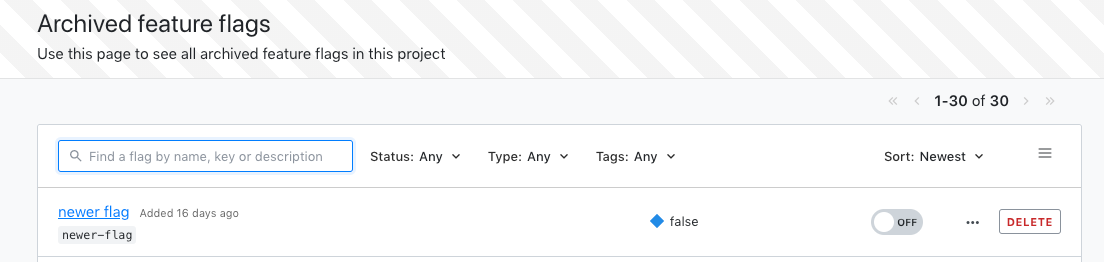 Archived feature flags
Use this page to see all archived feature flags in this project
« ‹ 1-30 of 30 › »
Find a flag by name, key or description Status: Any Type: Any Tags: Any Sort: Newest
newer flag Added 16 days ago
false OFF ··· DELETE
newer-flag